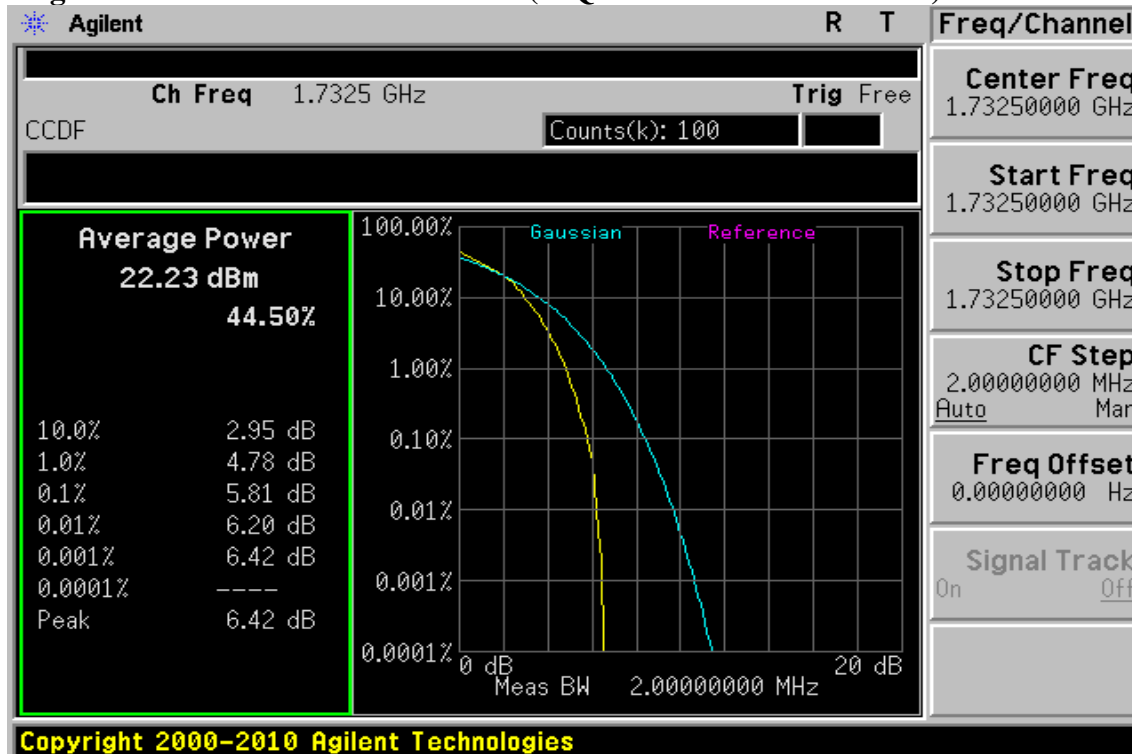 Agilent R T
Ch Freq 1.7325 GHz Trig Free
CCDF Counts(k): 100
Average Power
22.23 dBm
44.50%
10.0% 2.95 dB
1.0% 4.78 dB
0.1% 5.81 dB
0.01% 6.20 dB
0.001% 6.42 dB
0.0001% ----
Peak 6.42 dB
Gaussian Reference
100.00%
10.00%
1.00%
0.10%
0.01%
0.001%
0.0001%
0 dB 20 dB
Meas BW 2.00000000 MHz
Freq/Channel
Center Freq
1.73250000 GHz
Start Freq
1.73250000 GHz
Stop Freq
1.73250000 GHz
CF Step
2.00000000 MHz
Auto Man
Freq Offset
0.00000000 Hz
Signal Track
On Off
Copyright 2000-2010 Agilent Technologies